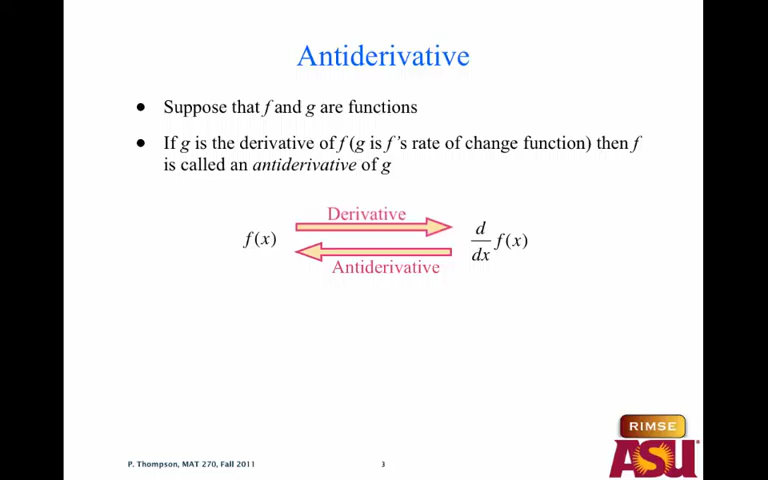 Antiderivative
● Suppose that f and g are functions
● If g is the derivative of f (g is f 's rate of change function) then f
is called an antiderivative of g
Derivative
f(x)
d
dx
f(x)
Antiderivative
RIMSE
ASU
P. Thompson, MAT 270, Fall 2011
3